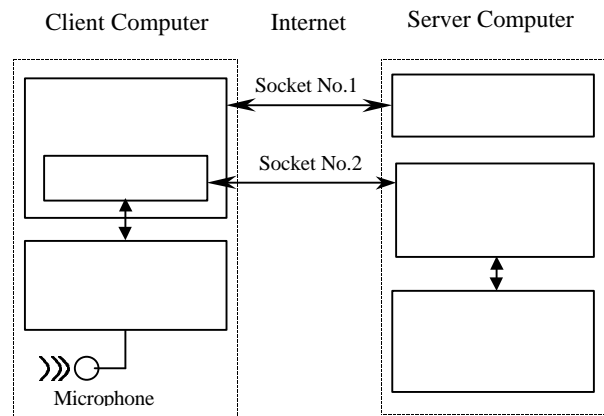 Client Computer
Internet
Server Computer
Socket No.1
Socket No.2
Microphone